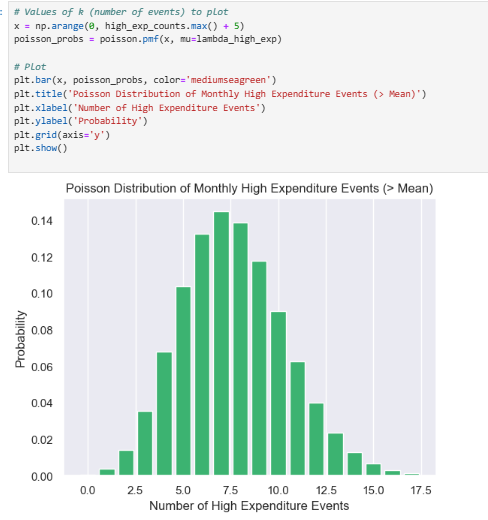 # Values of k (number of events) to plot
x = np.arange(0, high_exp_counts.max() + 5)
poisson_probs = poisson.pmf(x, mu=lambda_high_exp)
# Plot
plt.bar(x, poisson_probs, color='mediumseagreen')
plt.title('Poisson Distribution of Monthly High Expenditure Events (> Mean)')
plt.xlabel('Number of High Expenditure Events')
plt.ylabel('Probability')
plt.grid(axis='y')
plt.show()
Poisson Distribution of Monthly High Expenditure Events (> Mean)
Probability
0.14
0.12
0.10
0.08
0.06
0.04
0.02
0.00
0.0 2.5 5.0 7.5 10.0 12.5 15.0 17.5
Number of High Expenditure Events